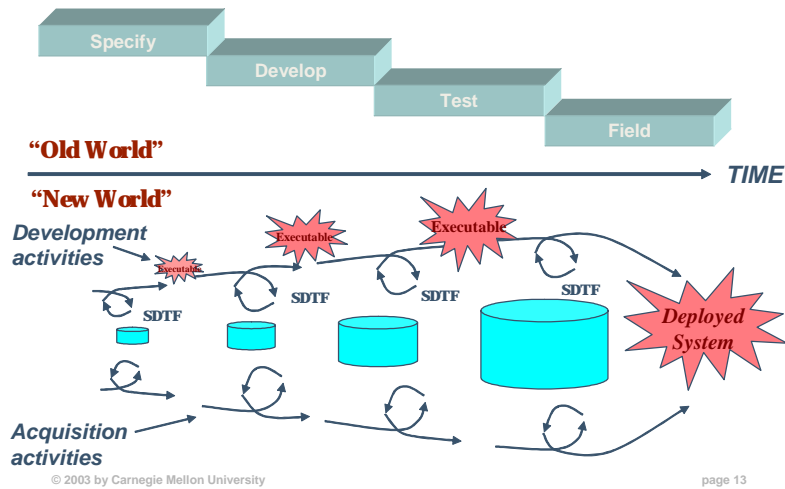 Specify
Develop
Test
Field
“Old World”
TIME
“New World”
Development
activities
Executable
Executable
Executable
SDTF
SDTF
SDTF
SDTF
Deployed
System
Acquisition
activities
© 2003 by Carnegie Mellon University
page 13